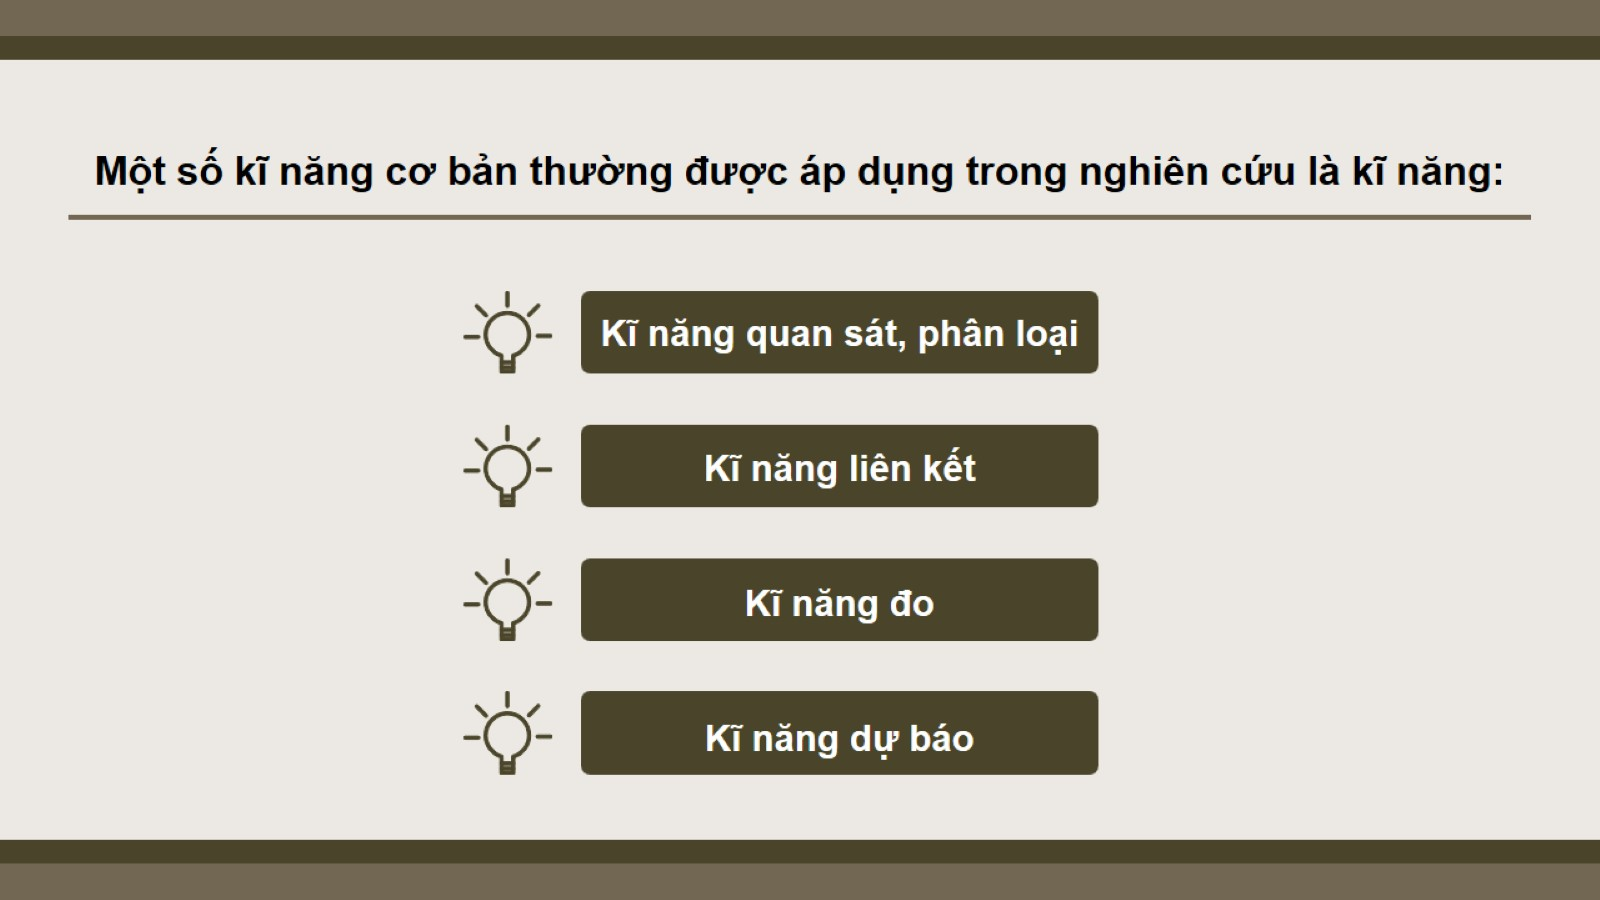 Một số kĩ năng cơ bản thường được áp dụng trong nghiên cứu là kĩ năng:
Kĩ năng quan sát, phân loại
Kĩ năng liên kết
Kĩ năng đo
Kĩ năng dự báo